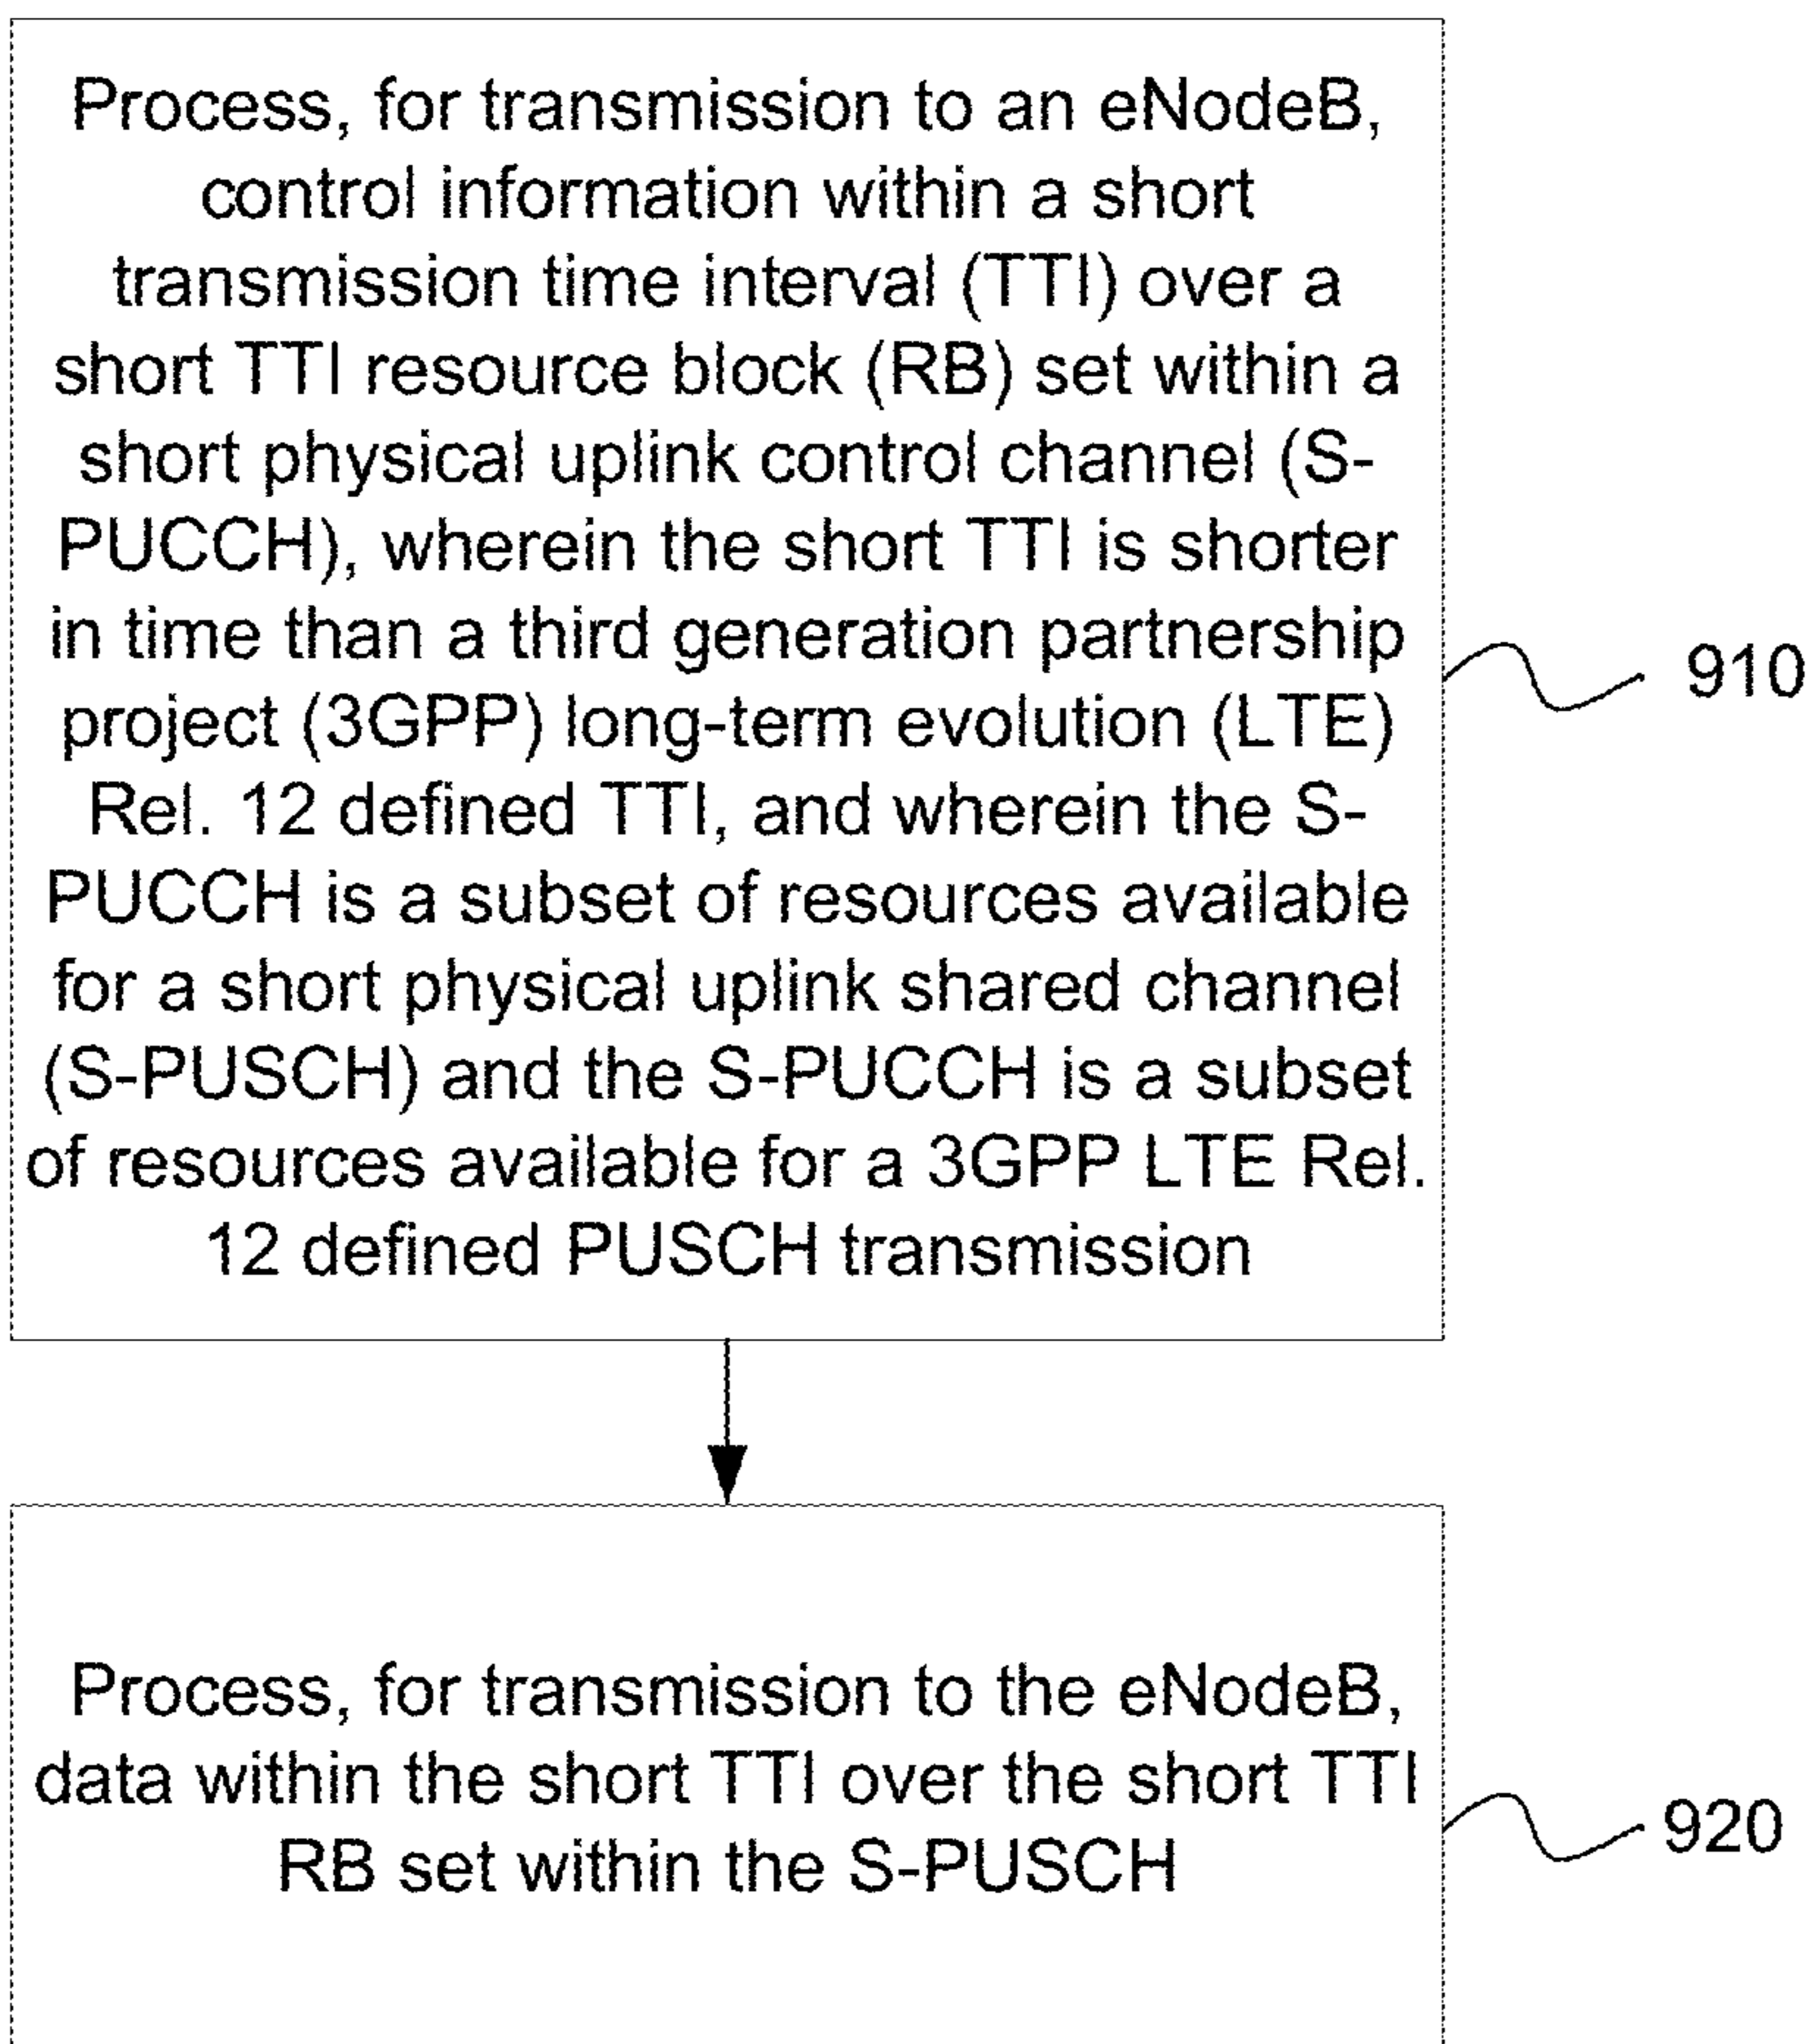 Process, for transmission to an eNodeB,
control information within a short
transmission time interval (TTI) over a
short TTI resource block (RB) set within a
short physical uplink control channel (S-
PUCCH), wherein the short TTI is shorter
in time than a third generation partnership
project (3GPP) long-term evolution (LTE)
Rel. 12 defined TTI, and wherein the S-
PUCCH is a subset of resources available
for a short physical uplink shared channel
(S-PUSCH) and the S-PUCCH is a subset
of resources available for a 3GPP LTE Rel.
12 defined PUSCH transmission
910
Process, for transmission to the eNodeB,
data within the short TTI over the short TTI
RB set within the S-PUSCH
920